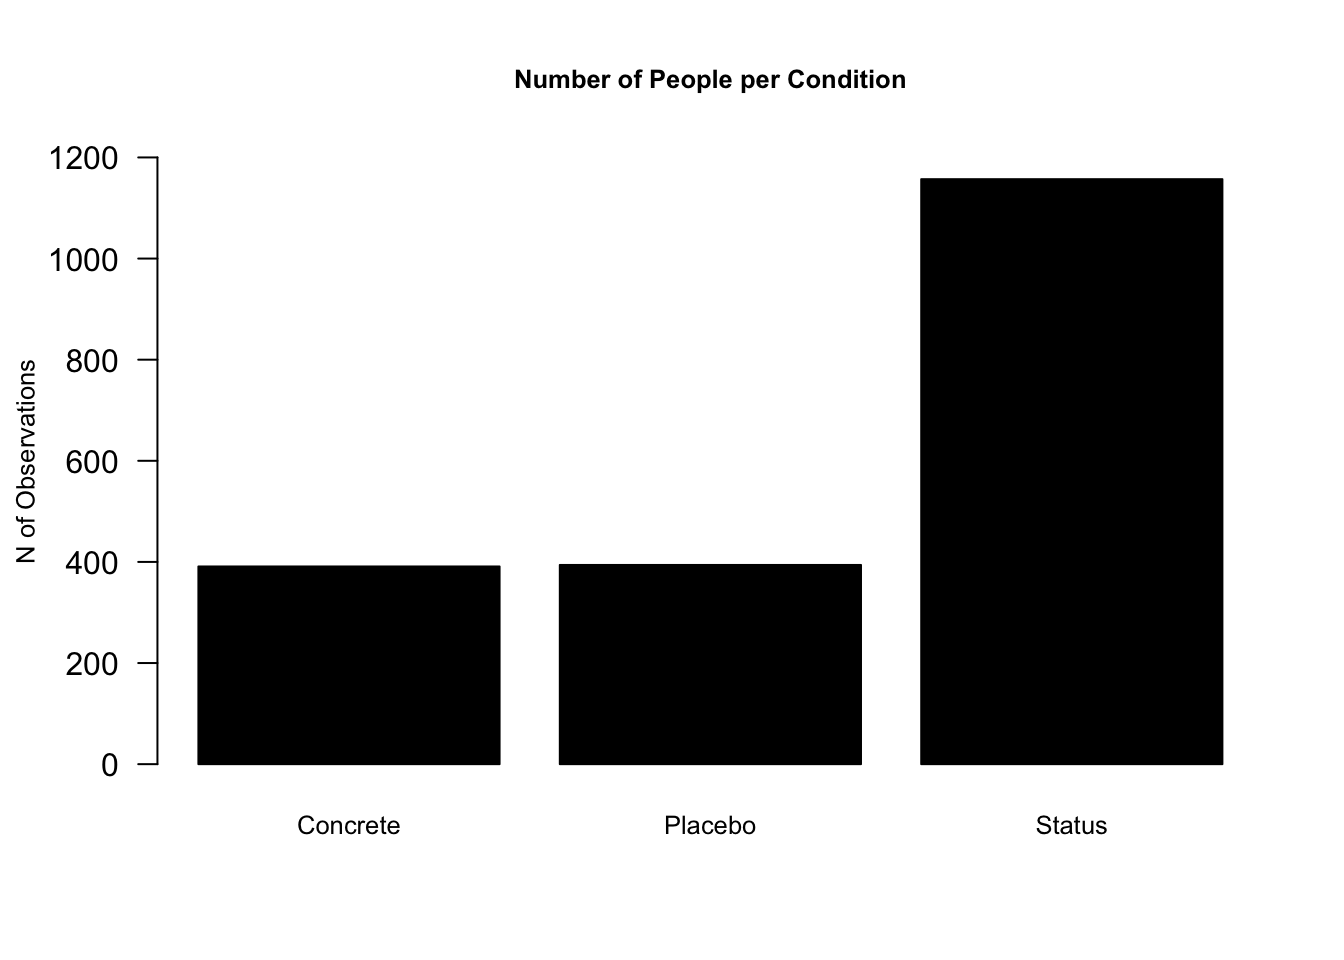 Number of People per Condition
1200
1000
800
600
400
200
0
N of Observations
Concrete
Placebo
Status